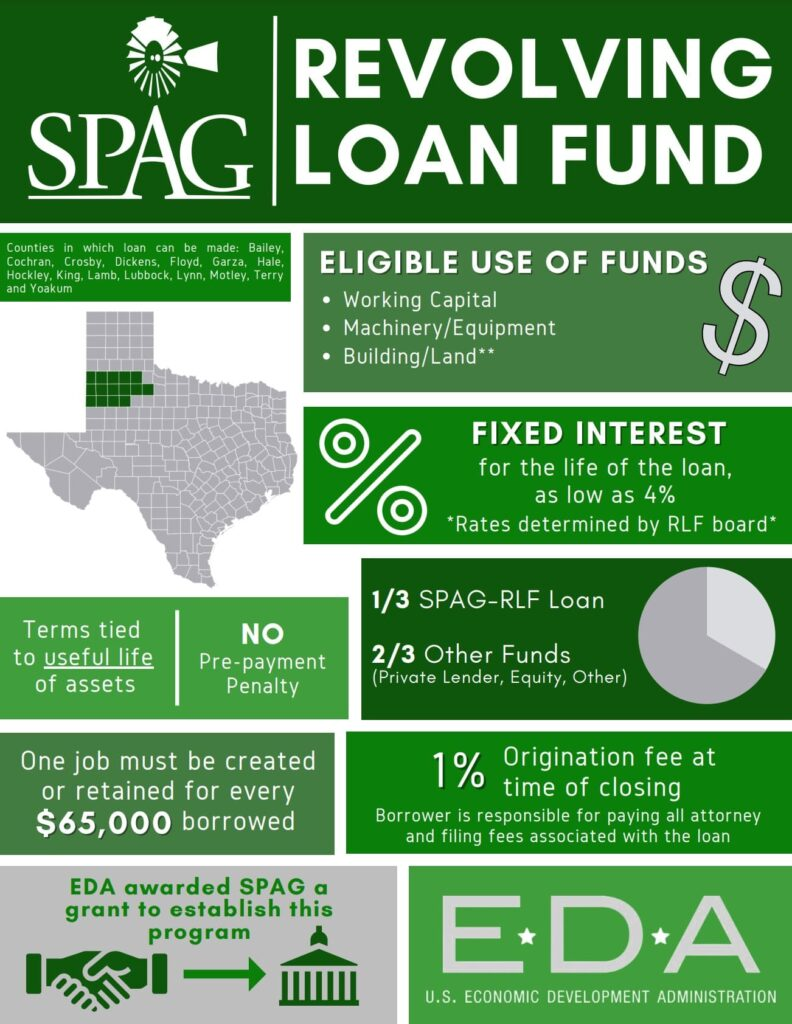 SPAG
REVOLVING
LOAN FUND
Counties in which loan can be made: Bailey,
Cochran, Crosby, Dickens, Floyd, Garza, Hale,
Hockley, King, Lamb, Lubbock, Lynn, Motley, Terry
and Yoakum
ELIGIBLE USE OF FUNDS
• Working Capital
• Machinery/Equipment
• Building/Land**
$
%
FIXED INTEREST
for the life of the loan,
as low as 4%
*Rates determined by RLF board*
Terms tied
to useful life
of assets
NO
Pre-payment
Penalty
1/3 SPAG-RLF Loan
2/3 Other Funds
(Private Lender, Equity, Other)
One job must be created
or retained for every
$65,000 borrowed
1% Origination fee at
time of closing
Borrower is responsible for paying all attorney
and filing fees associated with the loan
EDA awarded SPAG a
grant to establish this
program
E★D★A
U.S. ECONOMIC DEVELOPMENT ADMINISTRATION